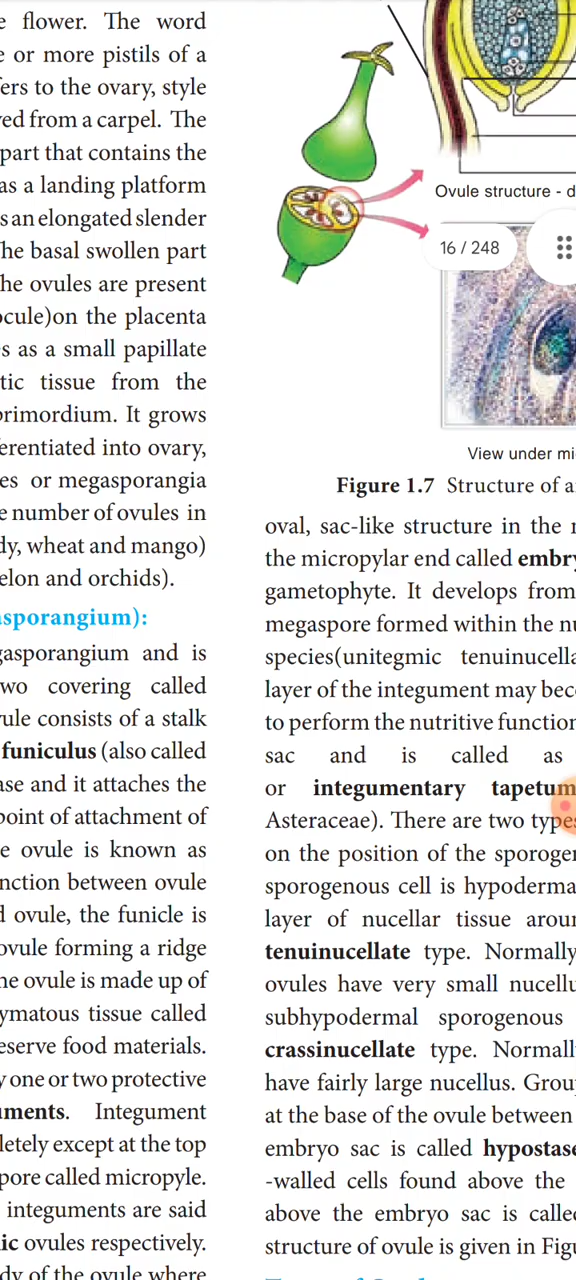 e flower. The word
e or more pistils of a
ers to the ovary, style
ved from a carpel. The
part that contains the
as a landing platform
s an elongated slender
he basal swollen part
he ovules are present
ocule)on the placenta
s as a small papillate
tic tissue from the
primordium. It grows
erentiated into ovary,
es or megasporangia
e number of ovules in
dy, wheat and mango)
elon and orchids).
asporangium):
gasporangium and is
wo covering called
ule consists of a stalk
funiculus (also called
ase and it attaches the
point of attachment of
e ovule is known as
nction between ovule
d ovule, the funicle is
ovule forming a ridge
he ovule is made up of
ymatous tissue called
eserve food materials.
y one or two protective
uments. Integument
letely except at the top
pore called micropyle.
integuments are said
ic ovules respectively.
dy of the ovule where
Ovule structure - d
16 / 248
View under mi
Figure 1.7 Structure of a
oval, sac-like structure in the
the micropylar end called embry
gametophyte. It develops from
megaspore formed within the nu
species(unitegmic tenuinucella
layer of the integument may bec
to perform the nutritive function
sac and is called as
or integumentary tapetum
Asteraceae). There are two types
on the position of the sporogen
sporogenous cell is hypoderma
layer of nucellar tissue aroun
tenuinucellate type. Normally
ovules have very small nucellu
subhypodermal sporogenous
crassinucellate type. Normall
have fairly large nucellus. Group
at the base of the ovule between
embryo sac is called hypostase
-walled cells found above the
above the embryo sac is called
structure of ovule is given in Figu